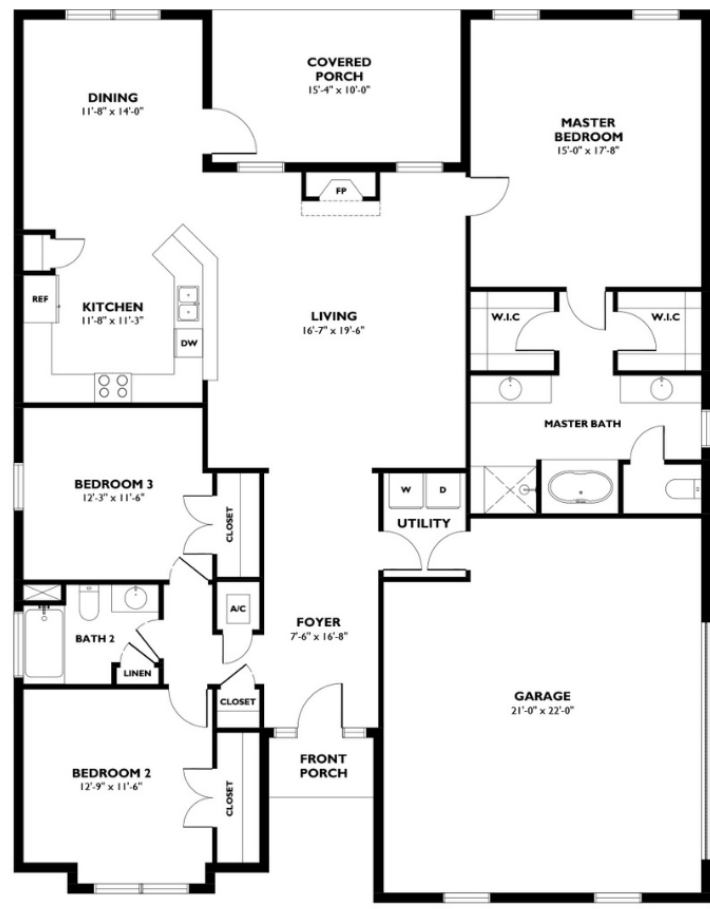 COVERED
PORCH
15'-4" x 10'-0"
DINING
11'-8" x 14'-0"
MASTER
BEDROOM
15'-0" x 17'-8"
FP
REF
KITCHEN
11'-8" x 11'-3"
DW
LIVING
16'-7" x 19'-6"
W.I.C
W.I.C
MASTER BATH
BEDROOM 3
12'-3" x 11'-6"
CLOSET
W
D
UTILITY
A/C
BATH 2
LINEN
FOYER
7'-6" x 16'-8"
CLOSET
GARAGE
21'-0" x 22'-0"
FRONT
PORCH
BEDROOM 2
12'-9" x 11'-6"
CLOSET